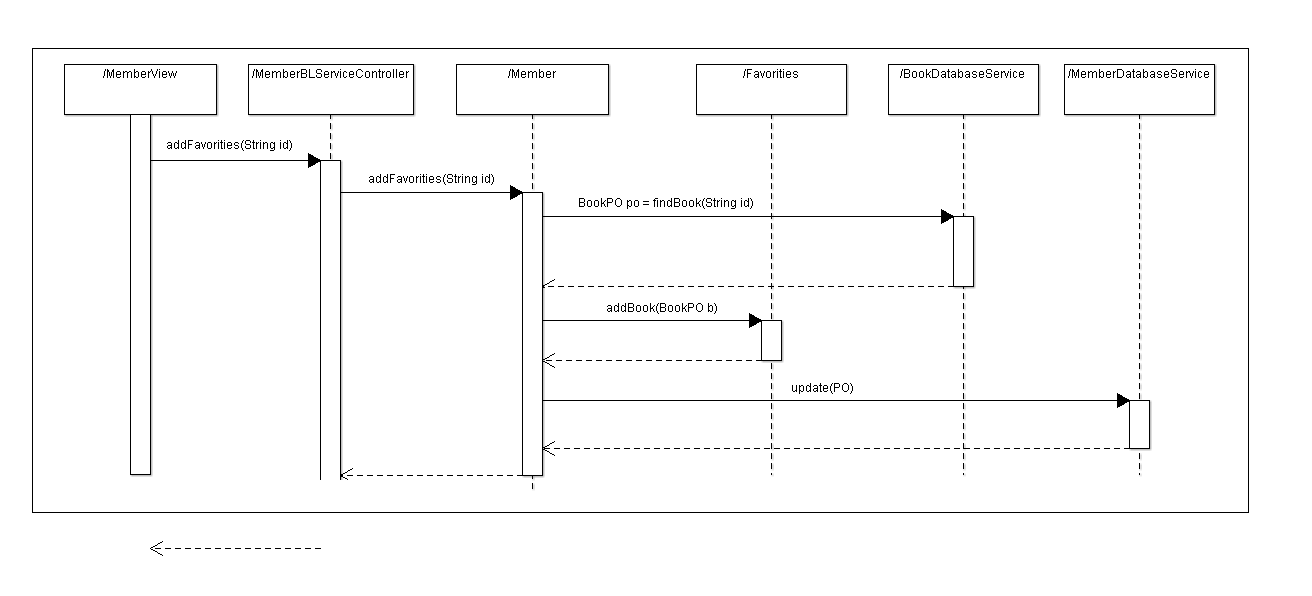 /MemberView
/MemberBLServiceController
/Member
/Favorities
/BookDatabaseService
/MemberDatabaseService
addFavorities(String id)
addFavorities(String id)
BookPO po = findBook(String id)
addBook(BookPO b)
update(PO)